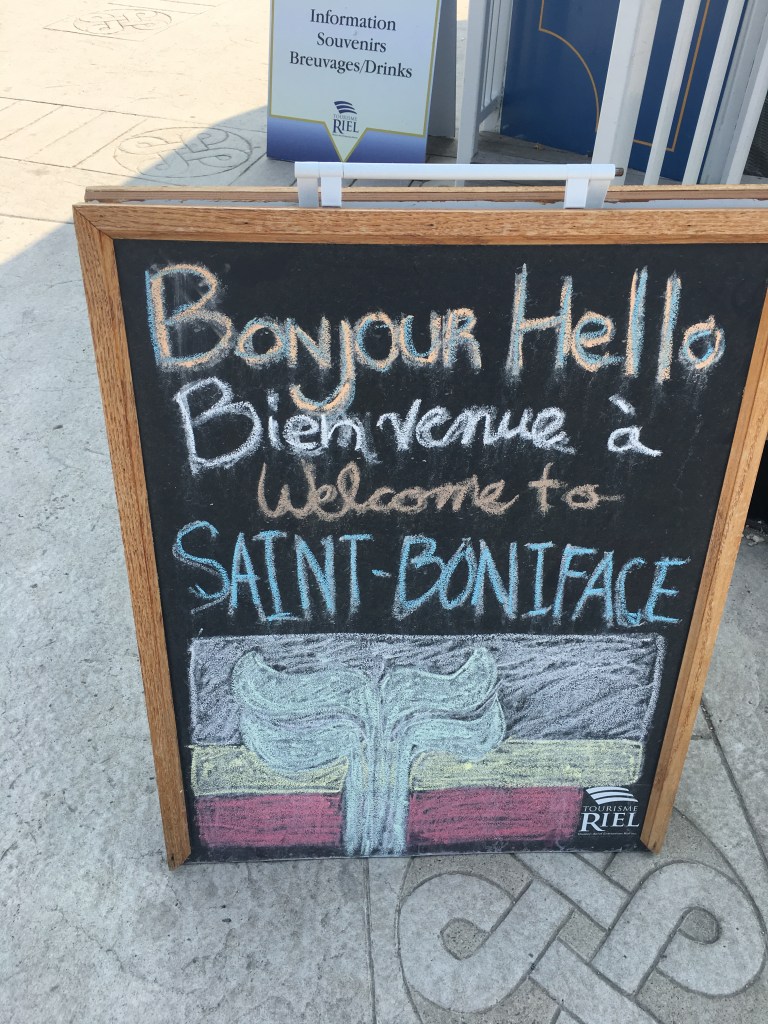 Information
Souvenirs
Breuvages/Drinks
TOURISME
RIEL
Bonjour Hello
Bienvenue à
Welcome to
SAINT-BONIFACE
TOURISME
RIEL